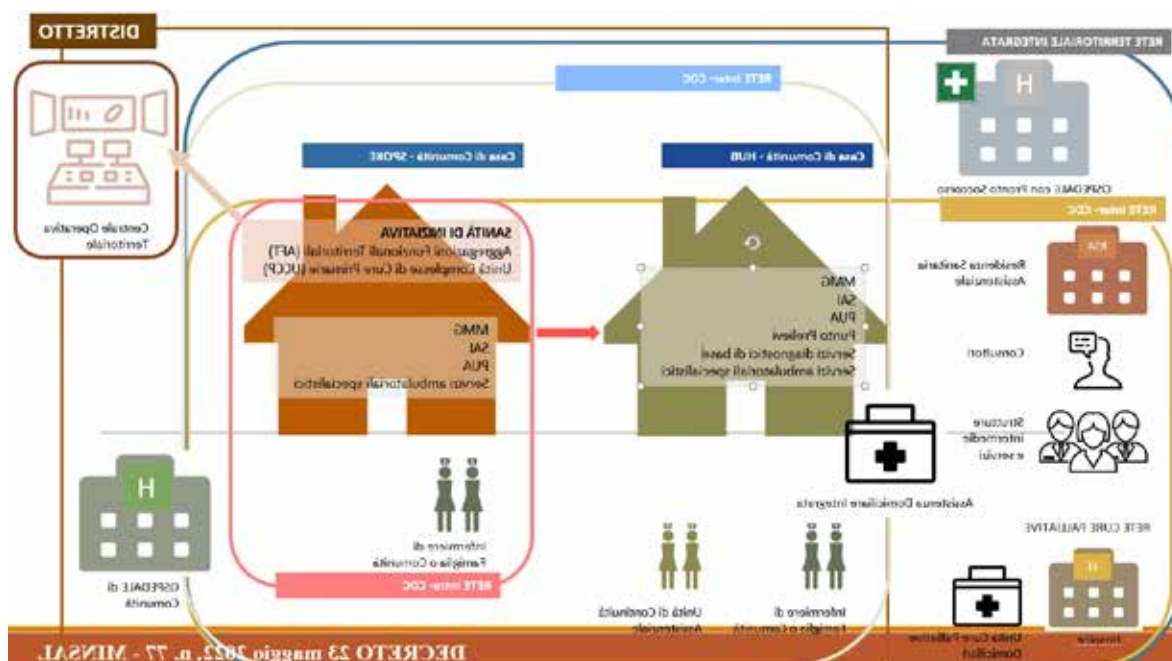 DISTRETTO
RETE TERRITORIALE INTEGRATA
RETE Inter- CDC
Casa di Comunità - SPOKE
Casa di Comunità - HUB
OSPEDALE con Pronto Soccorso
RETE Inter- CDC
Centrale Operativa
Territoriale
SANITÀ DI INIZIATIVA
Aggregazioni Funzionali Territoriali (AFT)
Unità Complesse di Cure Primarie (UCCP)
MMG
SAI
PUA
Servizi ambulatoriali specialistici
MMG
SAI
PUA
Punto Prelievi
Servizi diagnostici di base
Servizi ambulatoriali specialistici
RSA
Residenza Sanitaria
Assistenziale
Consultori
Strutture
intermedie
e servizi
Assistenza Domiciliare Integrata
H
H
OSPEDALE di
Comunità
Infermiere di
Famiglia o Comunità
RETE Intra- CDC
Unità di Continuità
Assistenziale
Infermiere di
Famiglia o Comunità
RETE CURE PALLIATIVE
H
Unità Cure Palliative
Domiciliari
Hospice
DECRETO 23 maggio 2022, n. 77 - MINSAL